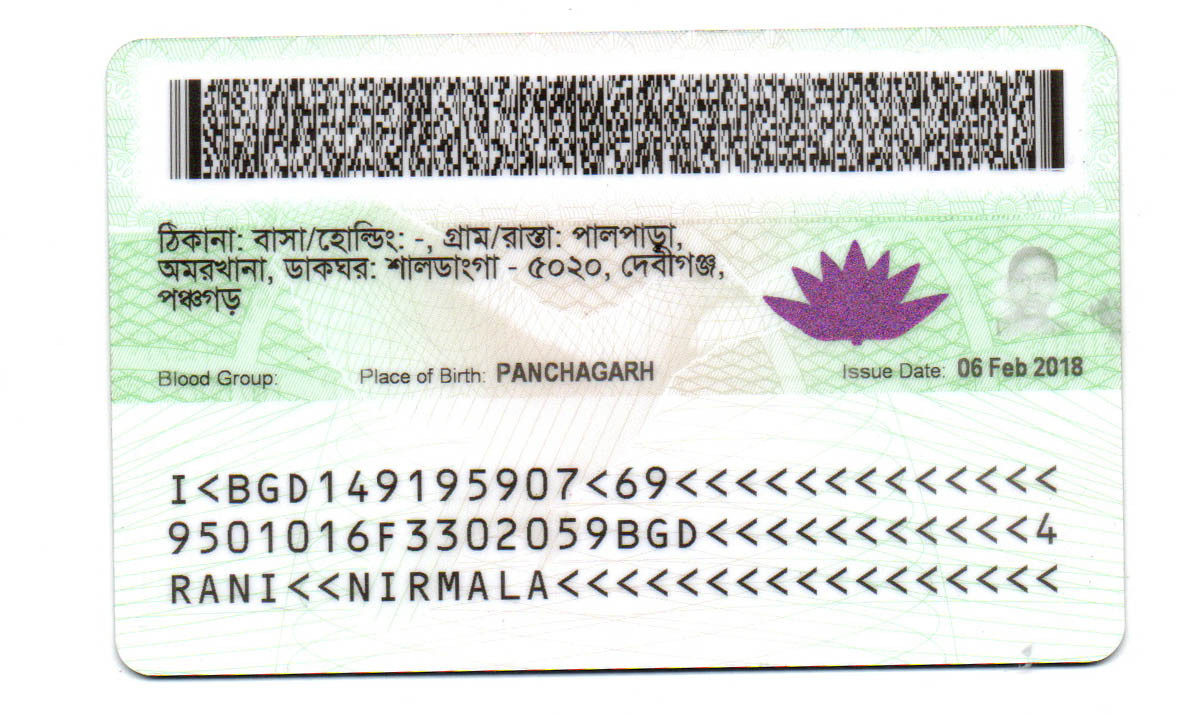 ঠিকানা: বাসা/হোল্ডিং: -, গ্রাম/রাস্তা: পালপাড়া,
অমরখানা, ডাকঘর: শালডাংগা - ৫০২০, দেবীগঞ্জ,
পঞ্চগড়
Blood Group: Place of Birth: PANCHAGARH Issue Date: 06 Feb 2018
I<BGD149195907<69<<<<<<<<<<<<<
9501016F3302059BGD<<<<<<<<<<<4
RANI<<NIRMALA<<<<<<<<<<<<<<<<<